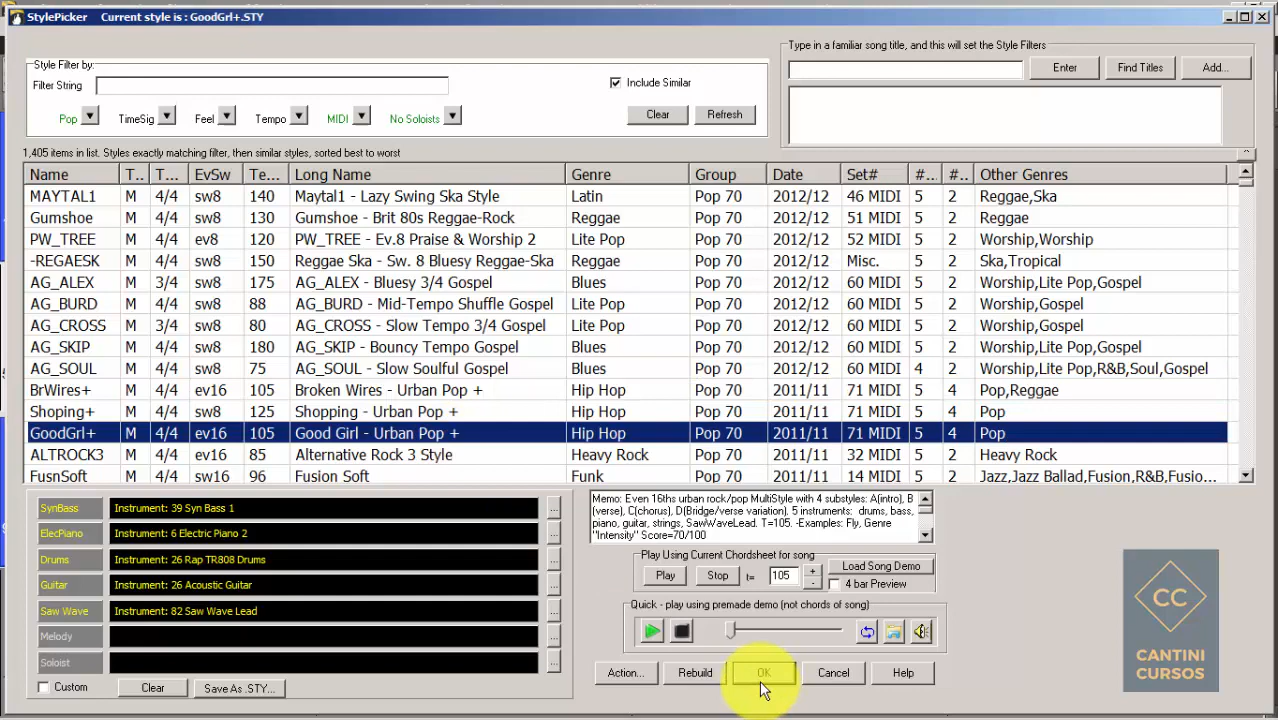 StylePicker Current style is : GoodGrl+.STY
Style Filter by:
Filter String
Include Similar
Pop TimeSig Feel Tempo MIDI No Soloists Clear Refresh
Type in a familiar song title, and this will set the Style Filters
Enter Find Titles Add...
1,405 items in list. Styles exactly matching filter, then similar styles, sorted best to worst
Name T.. T... EvSw Te... Long Name Genre Group Date Set# #... #.. Other Genres
MAYTAL1 M 4/4 sw8 140 Maytal1 - Lazy Swing Ska Style Latin Pop 70 2012/12 46 MIDI 5 2 Reggae,Ska
Gumshoe M 4/4 sw8 130 Gumshoe - Brit 80s Reggae-Rock Reggae Pop 70 2012/12 51 MIDI 5 2 Reggae
PW_TREE M 4/4 ev8 120 PW_TREE - Ev.8 Praise & Worship 2 Lite Pop Pop 70 2012/12 52 MIDI 5 2 Worship,Worship
-REGAESK M 4/4 sw8 150 Reggae Ska - Sw. 8 Bluesy Reggae-Ska Reggae Pop 70 2012/12 Misc. 5 2 Ska,Tropical
AG_ALEX M 3/4 sw8 175 AG_ALEX - Bluesy 3/4 Gospel Blues Pop 70 2012/12 60 MIDI 5 2 Worship,Lite Pop,Gospel
AG_BURD M 4/4 sw8 88 AG_BURD - Mid-Tempo Shuffle Gospel Lite Pop Pop 70 2012/12 60 MIDI 5 2 Worship,Gospel
AG_CROSS M 3/4 sw8 80 AG_CROSS - Slow Tempo 3/4 Gospel Lite Pop Pop 70 2012/12 60 MIDI 5 2 Worship,Gospel
AG_SKIP M 4/4 sw8 180 AG_SKIP - Bouncy Tempo Gospel Blues Pop 70 2012/12 60 MIDI 5 2 Worship,Lite Pop,Gospel
AG_SOUL M 4/4 sw8 75 AG_SOUL - Slow Soulful Gospel Blues Pop 70 2012/12 60 MIDI 4 2 Worship,Lite Pop,R&B,Soul,Gospel
BrWires+ M 4/4 ev16 105 Broken Wires - Urban Pop + Hip Hop Pop 70 2011/11 71 MIDI 5 4 Pop,Reggae
Shoping+ M 4/4 sw8 125 Shopping - Urban Pop + Hip Hop Pop 70 2011/11 71 MIDI 5 4 Pop
GoodGrl+ M 4/4 ev16 105 Good Girl - Urban Pop + Hip Hop Pop 70 2011/11 71 MIDI 5 4 Pop
ALTROCK3 M 4/4 ev16 85 Alternative Rock 3 Style Heavy Rock Pop 70 2011/11 32 MIDI 5 2 Heavy Rock
FusnSoft M 4/4 sw16 96 Fusion Soft Funk Pop 70 2011/11 14 MIDI 5 2 Jazz,Jazz Ballad,Fusion,R&B,Fusio...
SynBass Instrument: 39 Syn Bass 1 ...
ElecPiano Instrument: 6 Electric Piano 2 ...
Drums Instrument: 26 Rap TR808 Drums ...
Guitar Instrument: 26 Acoustic Guitar ...
Saw Wave Instrument: 82 Saw Wave Lead ...
Melody ...
Soloist ...
Custom Clear Save As .STY...
Memo: Even 16ths urban rock/pop MultiStyle with 4 substyles: A(intro), B
(verse), C(chorus), D(Bridge/verse variation). 5 instruments: drums, bass,
piano, guitar, strings, SawWaveLead. T=105. -Examples: Fly, Genre
"Intensity" Score=70/100
Play Using Current Chordsheet for song
Play Stop t= 105 + - Load Song Demo
4 bar Preview
Quick - play using premade demo (not chords of song)
Action... Rebuild OK Cancel Help
CC
CANTINI
CURSOS